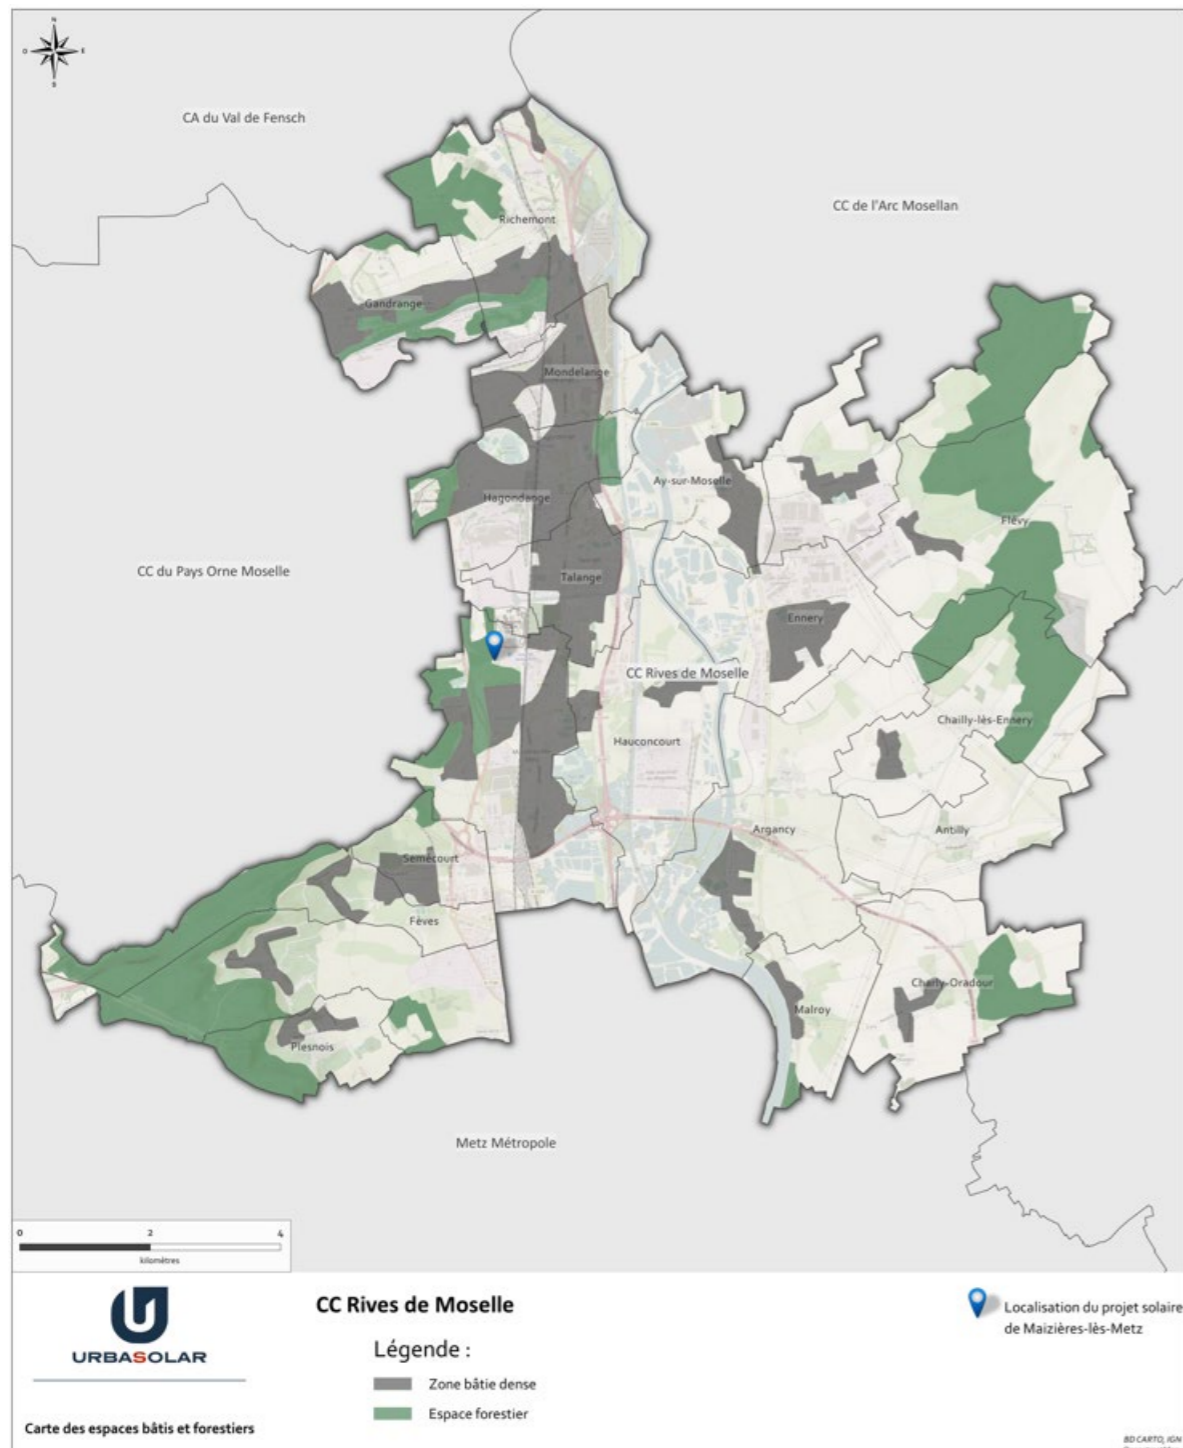 N
O
E
S
CA du Val de Fensch
CC de l'Arc Mosellan
Richemont
Gandrange
Mondelange
Ay-sur-Moselle
Hagondange
Flévy
CC du Pays Orne Moselle
Talange
Ennery
CC Rives de Moselle
Chailly-lès-Ennery
Hauconcourt
Argancy
Antilly
Semécourt
Fèves
Charly-Oradour
Malroy
Plesnois
Metz Métropole
0 2 4
kilomètres
URBASOLAR
Carte des espaces bâtis et forestiers
CC Rives de Moselle
Légende :
Zone bâtie dense
Espace forestier
Localisation du projet solaire
de Maizières-lès-Metz
BD CARTO, IGN